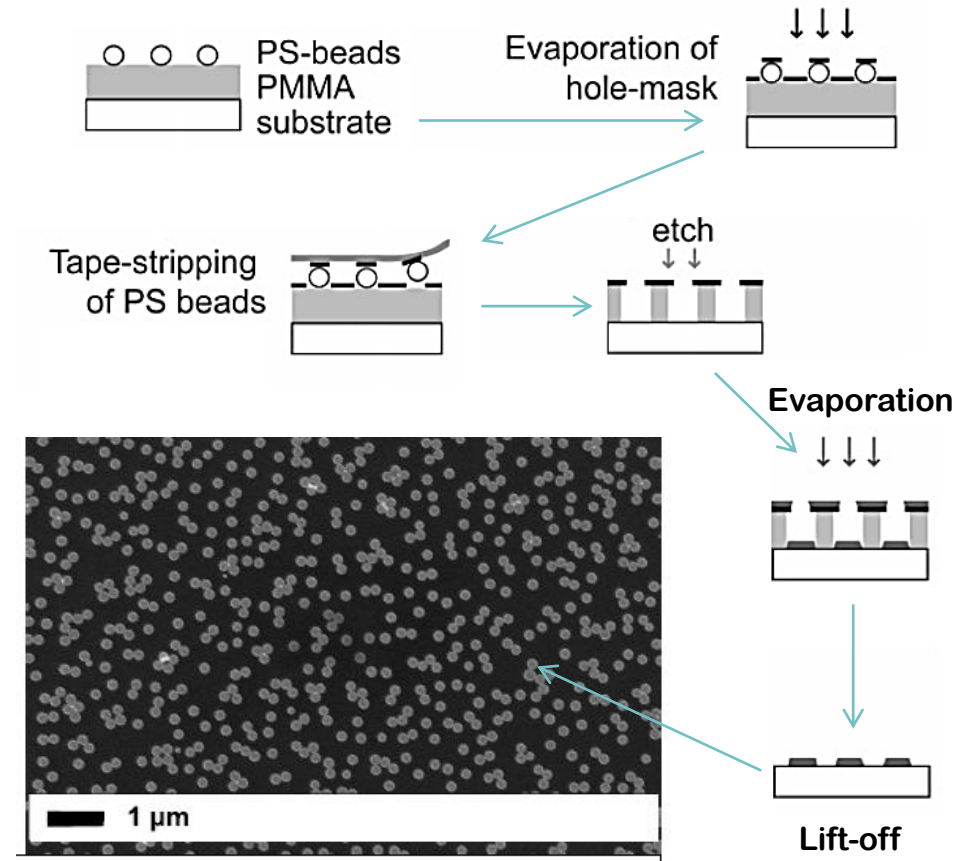 PS-beads
PMMA
substrate
Evaporation of
hole-mask
Tape-stripping
of PS beads
etch
Evaporation
1 µm
Lift-off